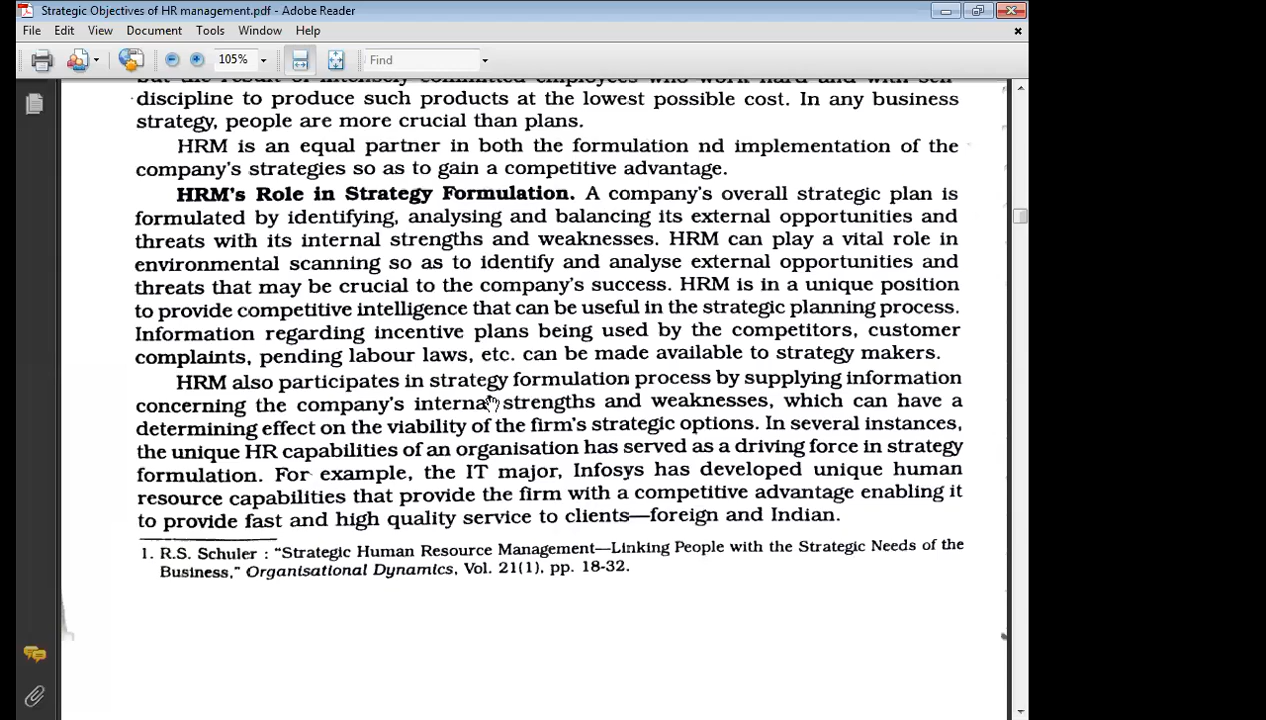 Strategic Objectives of HR management.pdf - Adobe Reader
File Edit View Document Tools Window Help
105% Find
but the result of intensely committed employees who work hard and with self-
discipline to produce such products at the lowest possible cost. In any business
strategy, people are more crucial than plans.
HRM is an equal partner in both the formulation nd implementation of the
company's strategies so as to gain a competitive advantage.
HRM's Role in Strategy Formulation. A company's overall strategic plan is
formulated by identifying, analysing and balancing its external opportunities and
threats with its internal strengths and weaknesses. HRM can play a vital role in
environmental scanning so as to identify and analyse external opportunities and
threats that may be crucial to the company's success. HRM is in a unique position
to provide competitive intelligence that can be useful in the strategic planning process.
Information regarding incentive plans being used by the competitors, customer
complaints, pending labour laws, etc. can be made available to strategy makers.
HRM also participates in strategy formulation process by supplying information
concerning the company's internal strengths and weaknesses, which can have a
determining effect on the viability of the firm's strategic options. In several instances,
the unique HR capabilities of an organisation has served as a driving force in strategy
formulation. For example, the IT major, Infosys has developed unique human
resource capabilities that provide the firm with a competitive advantage enabling it
to provide fast and high quality service to clients—foreign and Indian.
1. R.S. Schuler : "Strategic Human Resource Management—Linking People with the Strategic Needs of the
Business," Organisational Dynamics, Vol. 21(1), pp. 18-32.